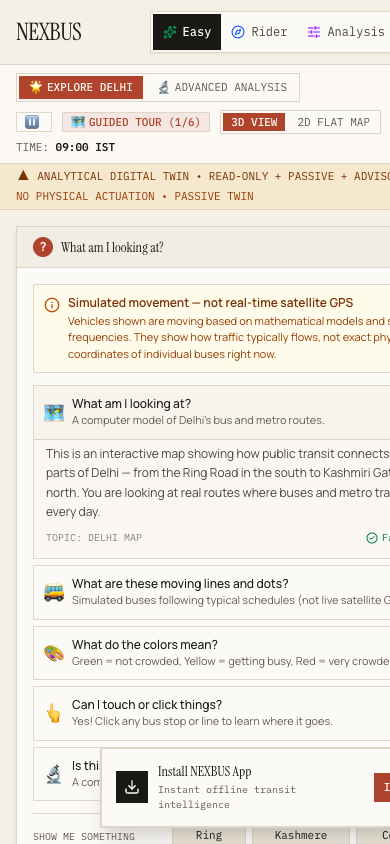 NEXBUS
Easy
Rider
Analysis
EXPLORE DELHI
ADVANCED ANALYSIS
GUIDED TOUR (1/6)
3D VIEW
2D FLAT MAP
TIME: 09:00 IST
ANALYTICAL DIGITAL TWIN • READ-ONLY + PASSIVE + ADVISO
NO PHYSICAL ACTUATION • PASSIVE TWIN
? What am I looking at?
Simulated movement — not real-time satellite GPS
Vehicles shown are moving based on mathematical models and s
frequencies. They show how traffic typically flows, not exact phy
coordinates of individual buses right now.
What am I looking at?
A computer model of Delhi's bus and metro routes.
This is an interactive map showing how public transit connects
parts of Delhi — from the Ring Road in the south to Kashmiri Gat
north. You are looking at real routes where buses and metro tra
every day.
TOPIC: DELHI MAP
Fa
What are these moving lines and dots?
Simulated buses following typical schedules (not live satellite G
What do the colors mean?
Green = not crowded, Yellow = getting busy, Red = very crowde
Can I touch or click things?
Yes! Click any bus stop or line to learn where it goes.
Is thi
A com
Install NEXBUS App
Instant offline transit
intelligence
I
SHOW ME SOMETHING
Ring
Kashmere
Co